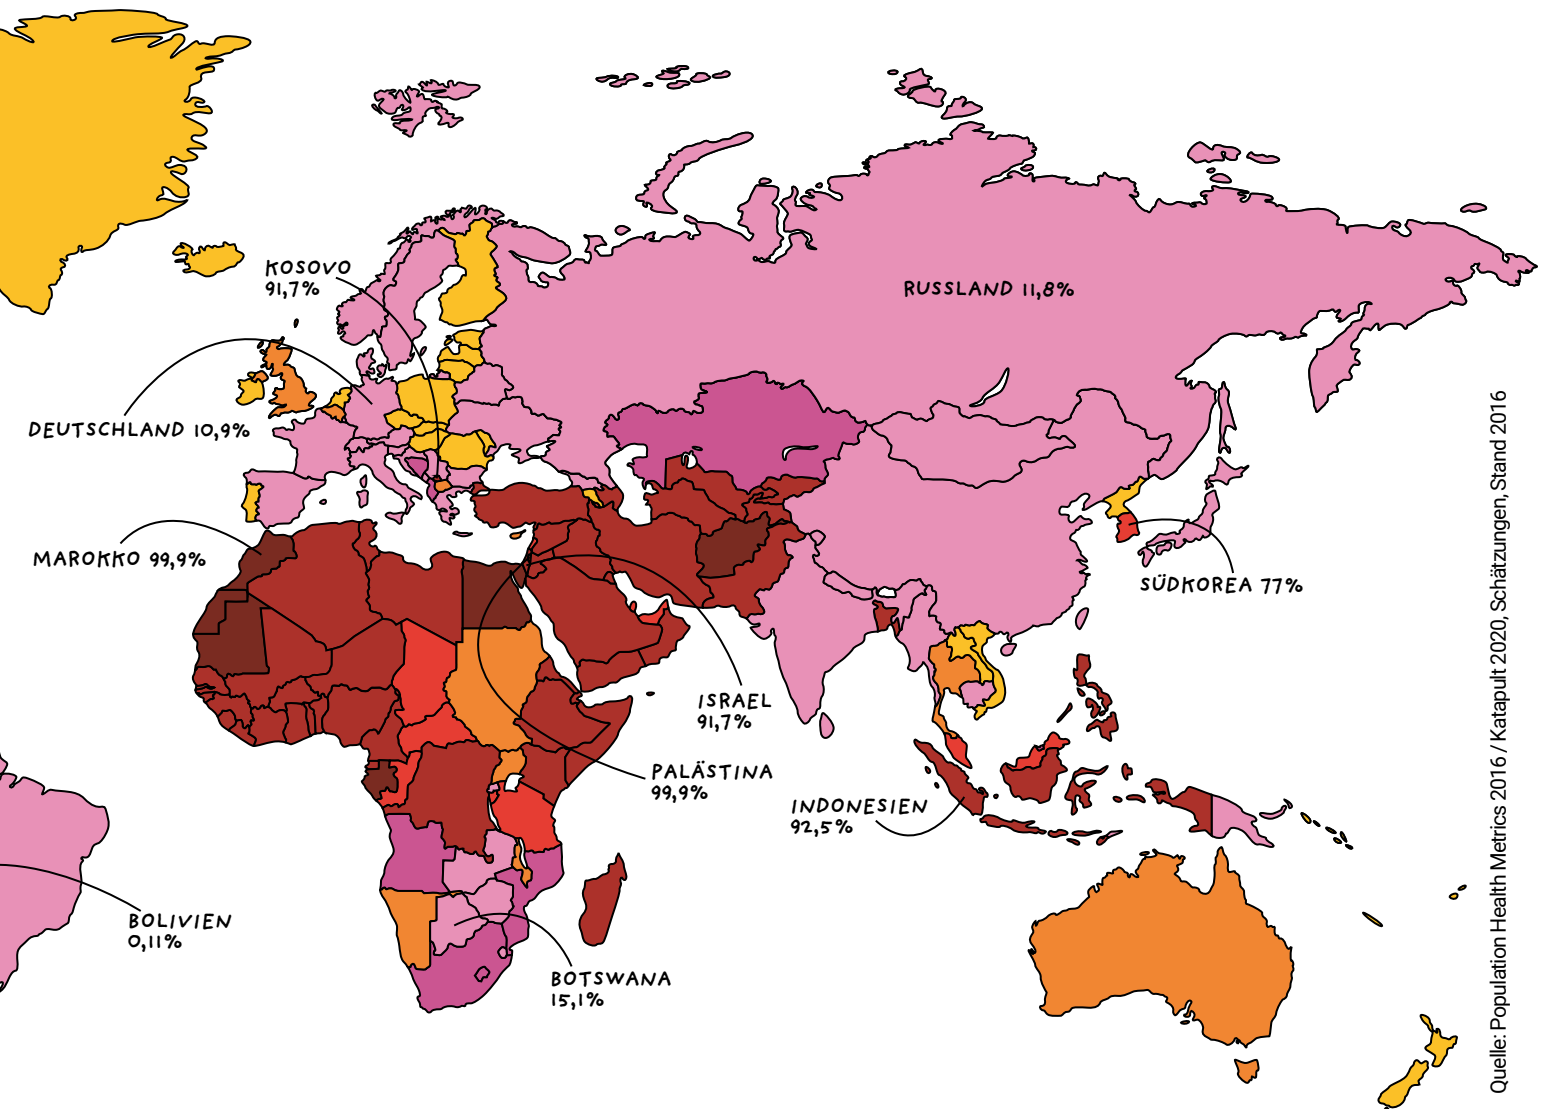 KOSOVO
91,7%
RUSSLAND 11,8%
DEUTSCHLAND 10,9%
MAROKKO 99,9%
SÜDKOREA 77%
ISRAEL
91,7%
PALÄSTINA
99,9%
INDONESIEN
92,5%
BOLIVIEN
0,11%
BOTSWANA
15,1%
Quelle: Population Health Metrics 2016 / Katapult 2020, Schätzungen, Stand 2016